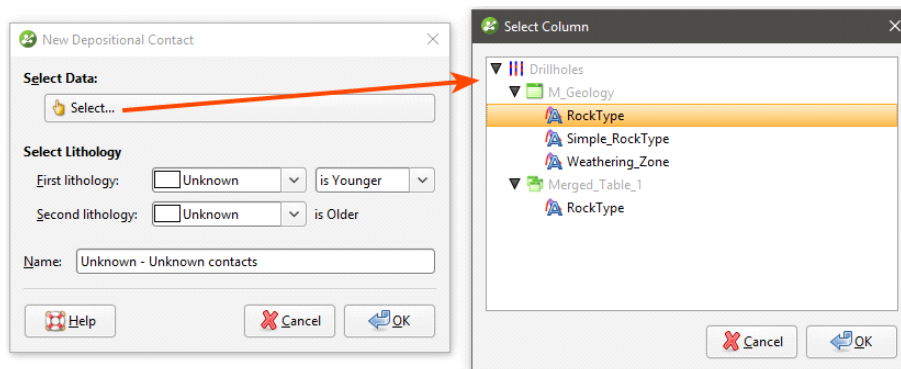 New Depositional Contact
Select Data:
Select...
Select Lithology
First lithology: Unknown is Younger
Second lithology: Unknown is Older
Name: Unknown - Unknown contacts
Help Cancel OK
Select Column
Drillholes
M_Geology
RockType
Simple_RockType
Weathering_Zone
Merged_Table_1
RockType
Cancel OK